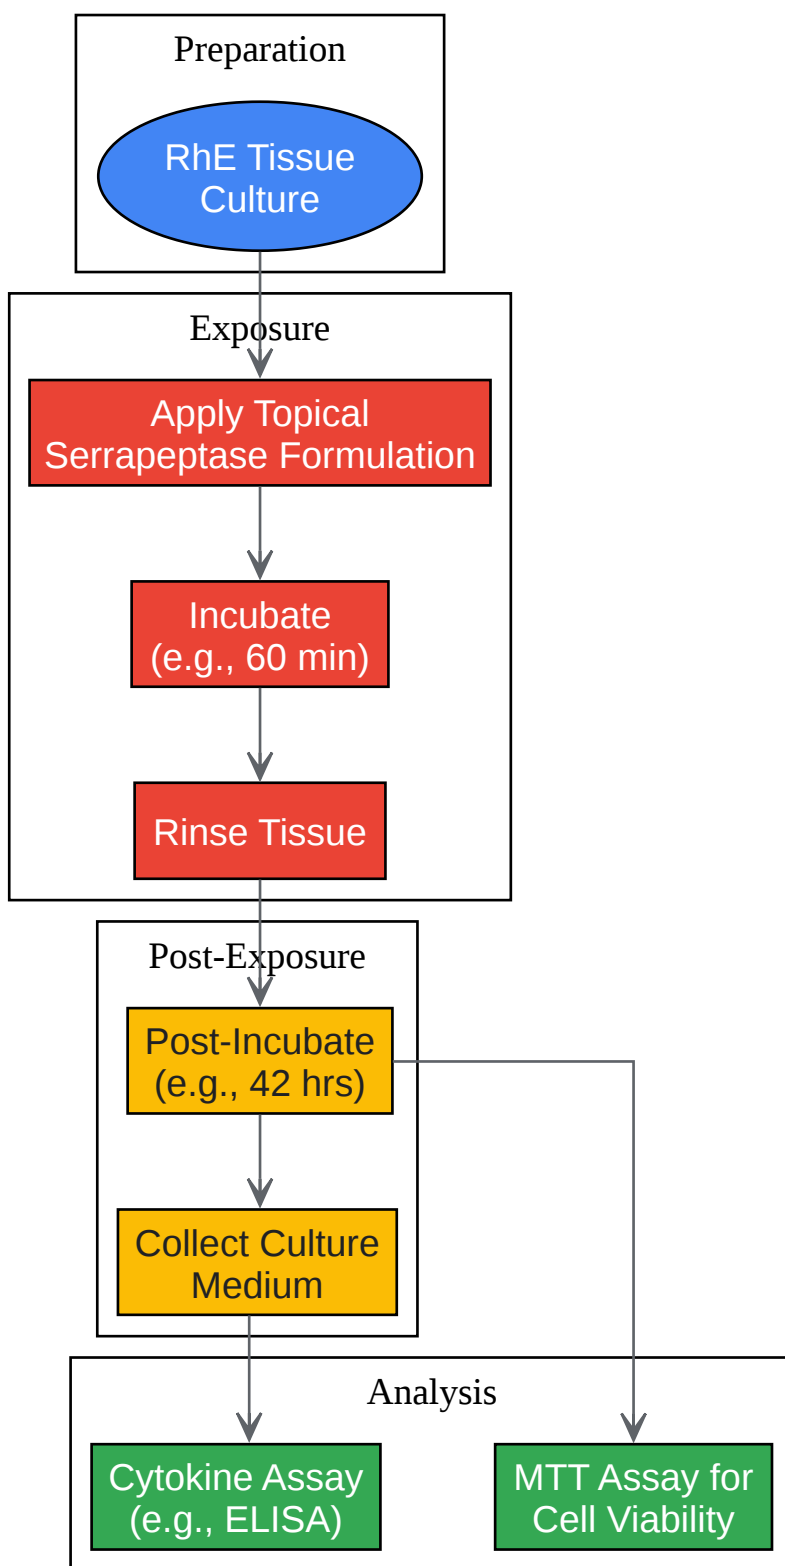 Preparation
RhE Tissue
Culture
Exposure
Apply Topical
Serrapeptase Formulation
Incubate
(e.g., 60 min)
Rinse Tissue
Post-Exposure
Post-Incubate
(e.g., 42 hrs)
Collect Culture
Medium
Analysis
Cytokine Assay
(e.g., ELISA)
MTT Assay for
Cell Viability